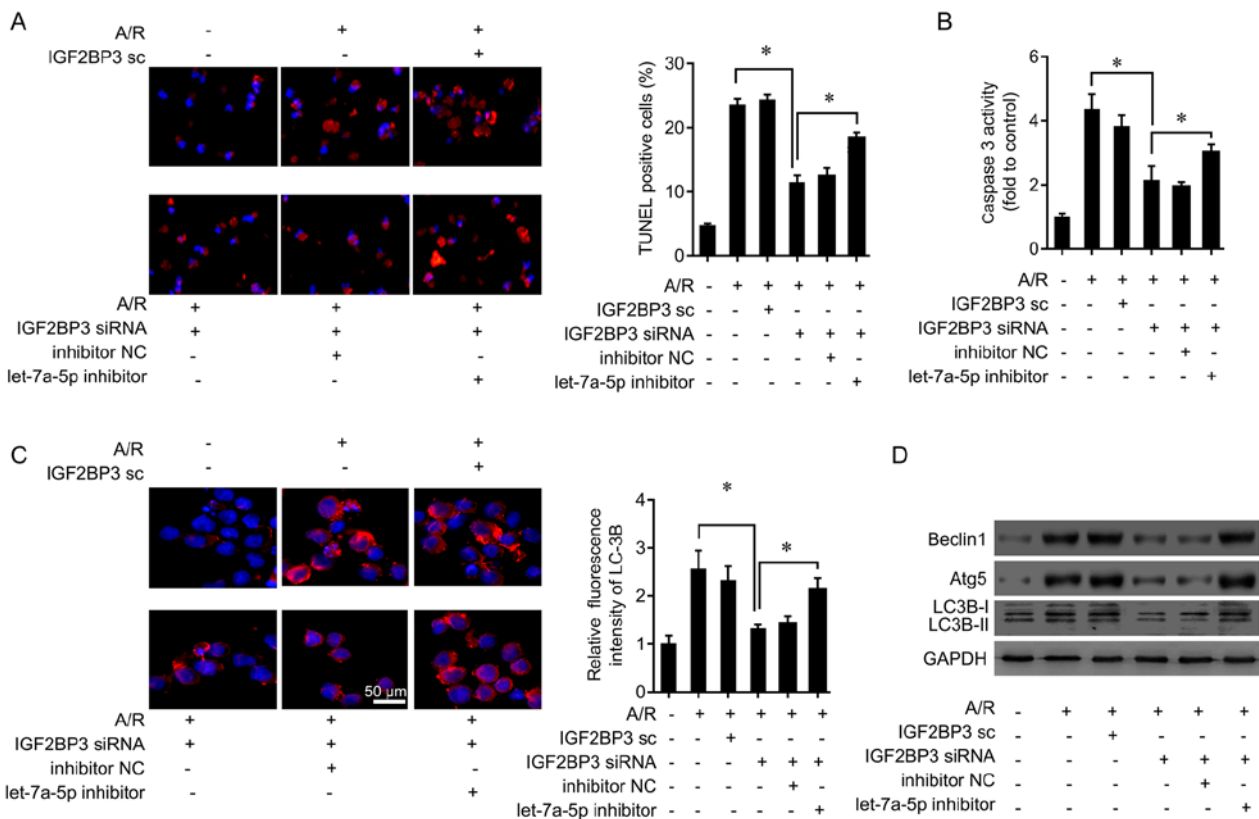 A
A/R - + +
IGF2BP3 sc - - +
A/R + + +
IGF2BP3 siRNA + + +
inhibitor NC - + -
let-7a-5p inhibitor - - +
TUNEL positive cells (%)
30
20
10
0
* *
A/R - + + + + +
IGF2BP3 sc - - + - - -
IGF2BP3 siRNA - - - + + +
inhibitor NC - - - - + -
let-7a-5p inhibitor - - - - - +
B
Caspase 3 activity
(fold to control)
6
4
2
0
* *
A/R - + + + + +
IGF2BP3 sc - - + - - -
IGF2BP3 siRNA - - - + + +
inhibitor NC - - - - + -
let-7a-5p inhibitor - - - - - +
C
A/R - + +
IGF2BP3 sc - - +
50 µm
A/R + + +
IGF2BP3 siRNA + + +
inhibitor NC - + -
let-7a-5p inhibitor - - +
Relative fluorescence
intensity of LC-3B
4
3
2
1
0
* *
A/R - + + + + +
IGF2BP3 sc - - + - - -
IGF2BP3 siRNA - - - + + +
inhibitor NC - - - - + -
let-7a-5p inhibitor - - - - - +
D
Beclin1
Atg5
LC3B-I
LC3B-II
GAPDH
A/R - + + + + +
IGF2BP3 sc - - + - - -
IGF2BP3 siRNA - - - + + +
inhibitor NC - - - - + -
let-7a-5p inhibitor - - - - - +